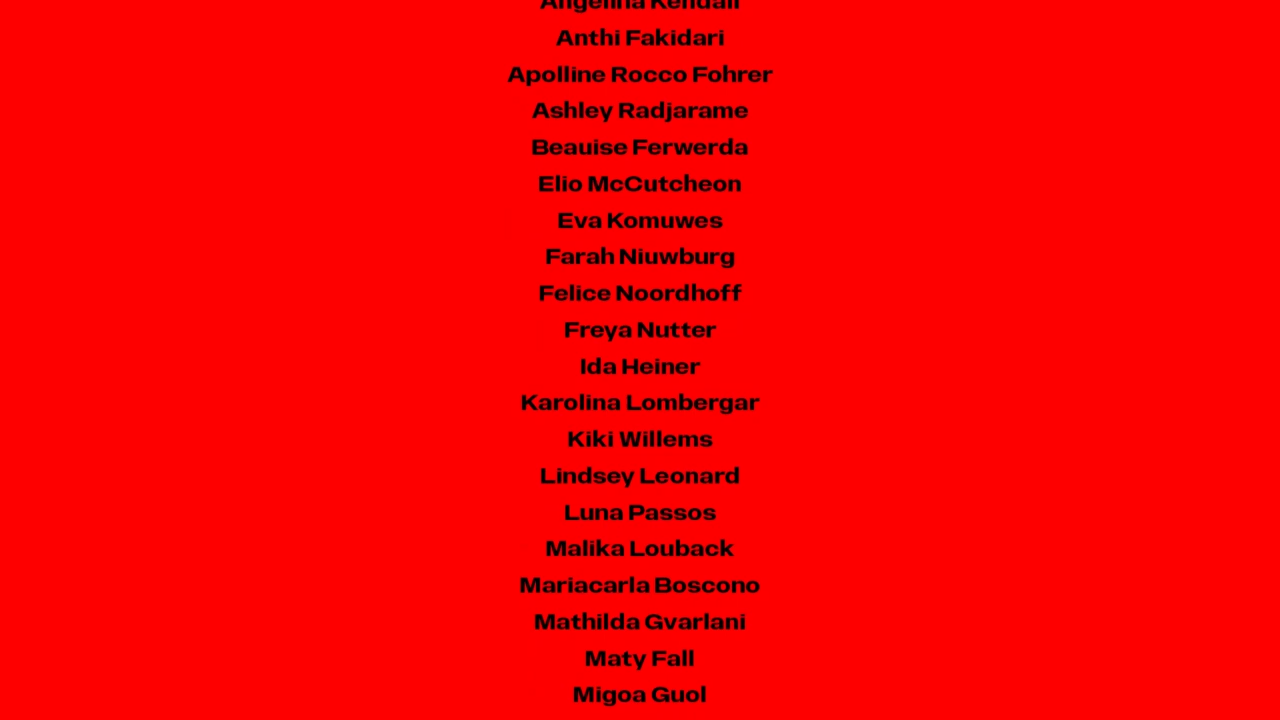 Angelina Kendall
Anthi Fakidari
Apolline Rocco Fohrer
Ashley Radjarame
Beauise Ferwerda
Elio McCutcheon
Eva Komuwes
Farah Niuwburg
Felice Noordhoff
Freya Nutter
Ida Heiner
Karolina Lombergar
Kiki Willems
Lindsey Leonard
Luna Passos
Malika Louback
Mariacarla Boscono
Mathilda Gvarlani
Maty Fall
Migoa Guol